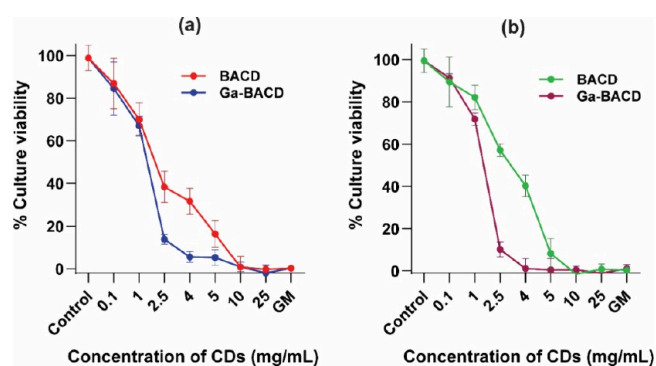 (a)
(b)
% Culture viability
100
80
60
40
20
0
BACD
Ga-BACD
Control
0.1
1
2.5
4
5
10
25
GM
Concentration of CDs (mg/mL)
% Culture viability
100
80
60
40
20
0
BACD
Ga-BACD
Control
0.1
1
2.5
4
5
10
25
GM
Concentration of CDs (mg/mL)